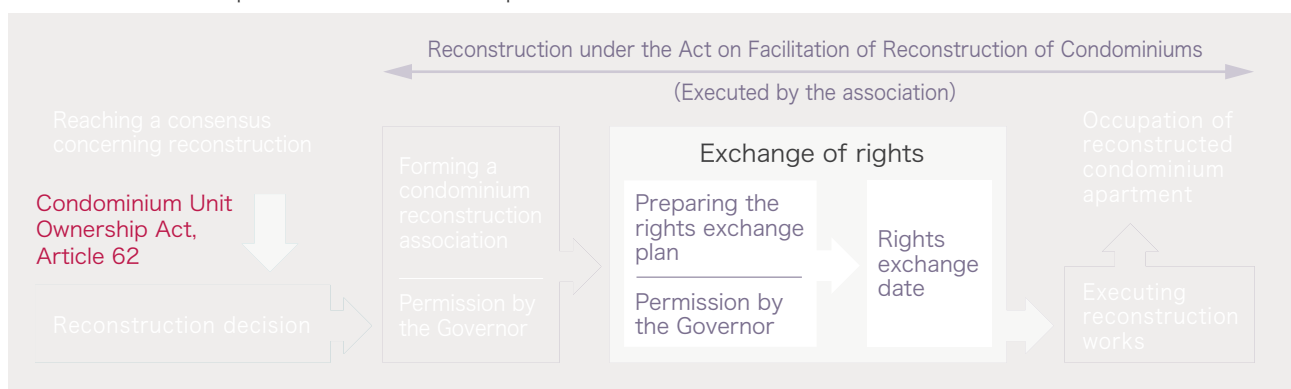 Reconstruction under the Act on Facilitation of Reconstruction of Condominiums
(Executed by the association)
Reaching a consensus
concerning reconstruction
Condominium Unit
Ownership Act,
Article 62
Reconstruction decision
Forming a
condominium
reconstruction
association
Permission by
the Governor
Exchange of rights
Preparing the
rights exchange
plan
Permission by
the Governor
Rights
exchange
date
Occupation of
reconstructed
condominium
apartment
Executing
reconstruction
works